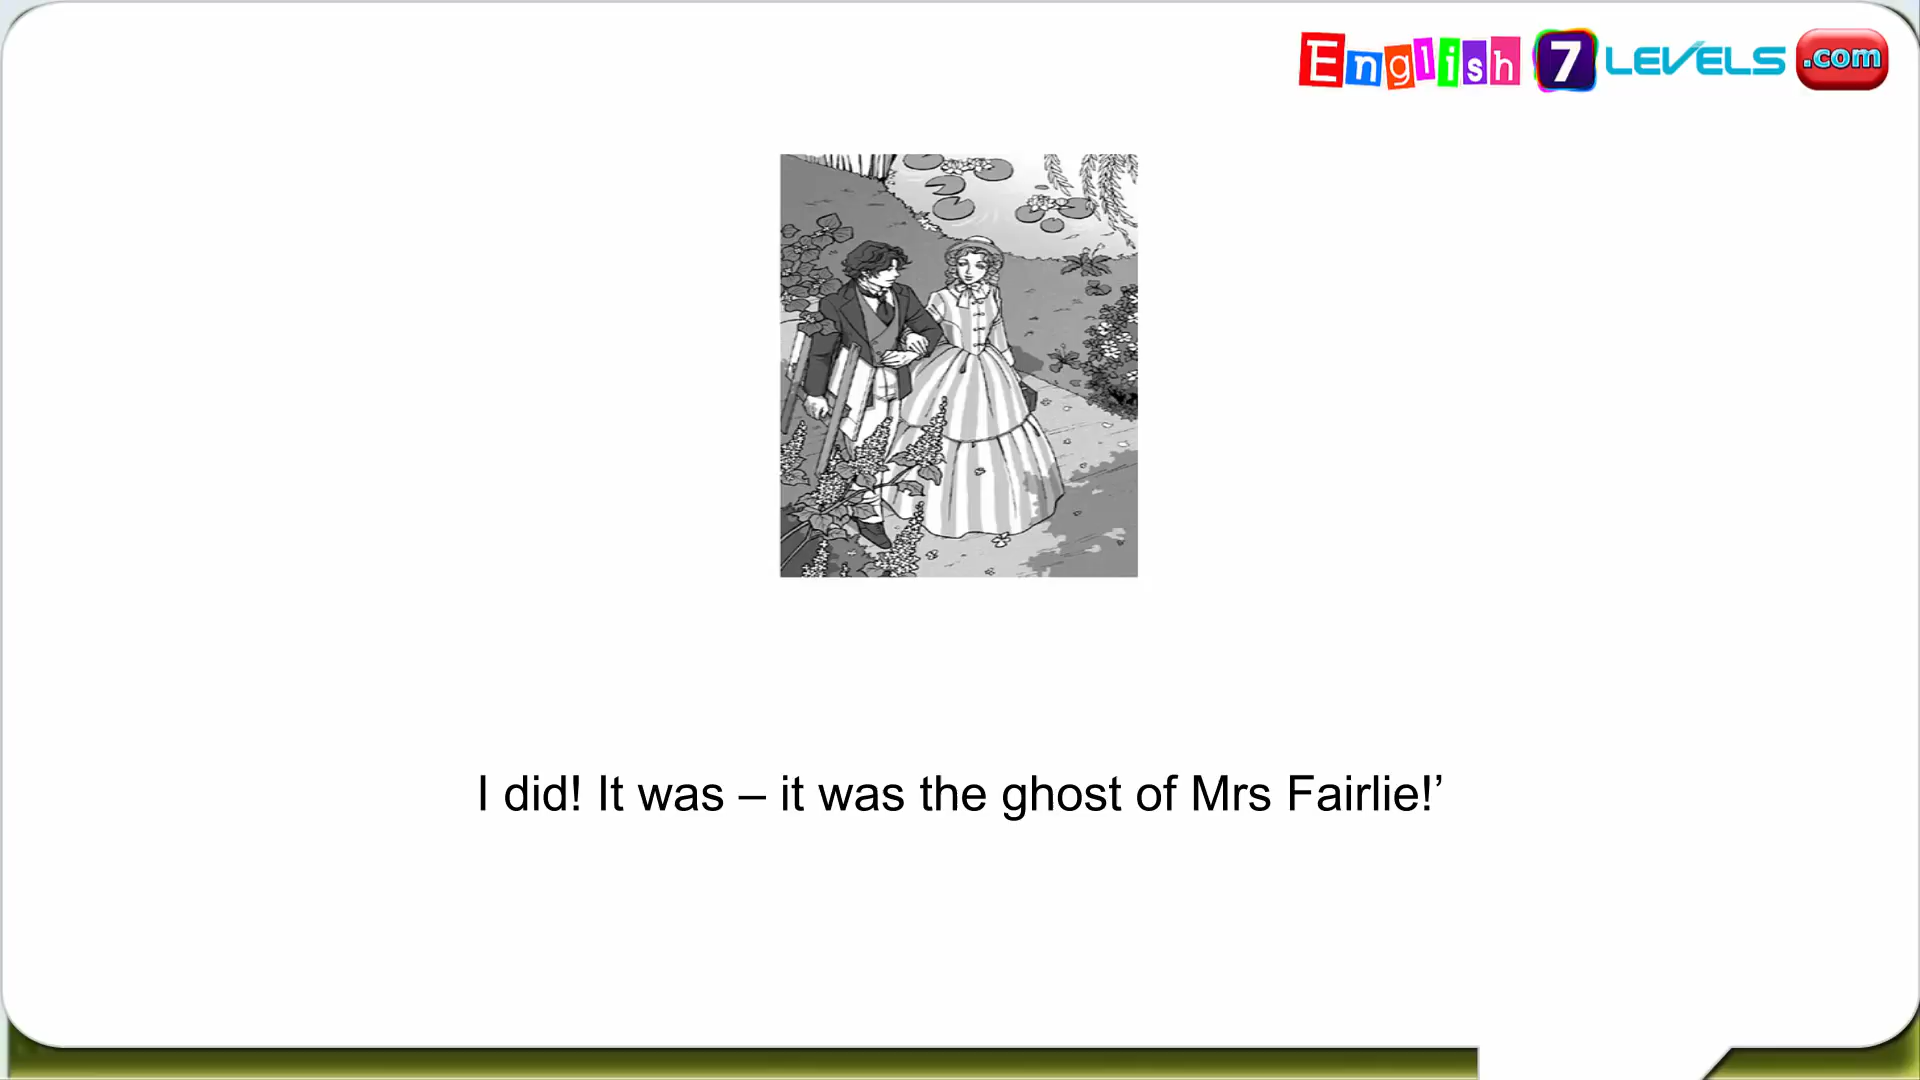 English 7 LEVELS .com
I did! It was – it was the ghost of Mrs Fairlie!’